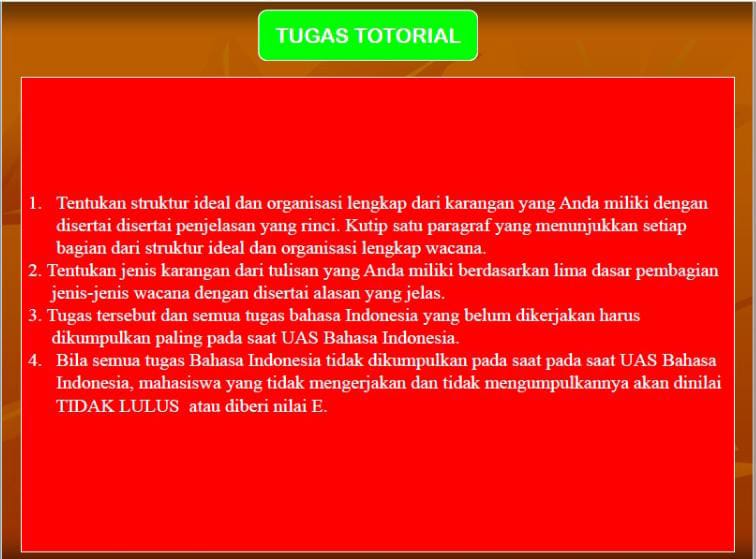 TUGAS TOTORIAL
1. Tentukan struktur ideal dan organisasi lengkap dari karangan yang Anda miliki dengan
disertai disertai penjelasan yang rinci. Kutip satu paragraf yang menunjukkan setiap
bagian dari struktur ideal dan organisasi lengkap wacana.
2. Tentukan jenis karangan dari tulisan yang Anda miliki berdasarkan lima dasar pembagian
jenis-jenis wacana dengan disertai alasan yang jelas.
3. Tugas tersebut dan semua tugas bahasa Indonesia yang belum dikerjakan harus
dikumpulkan paling pada saat UAS Bahasa Indonesia.
4. Bila semua tugas Bahasa Indonesia tidak dikumpulkan pada saat pada saat UAS Bahasa
Indonesia, mahasiswa yang tidak mengerjakan dan tidak mengumpulkannya akan dinilai
TIDAK LULUS atau diberi nilai E.